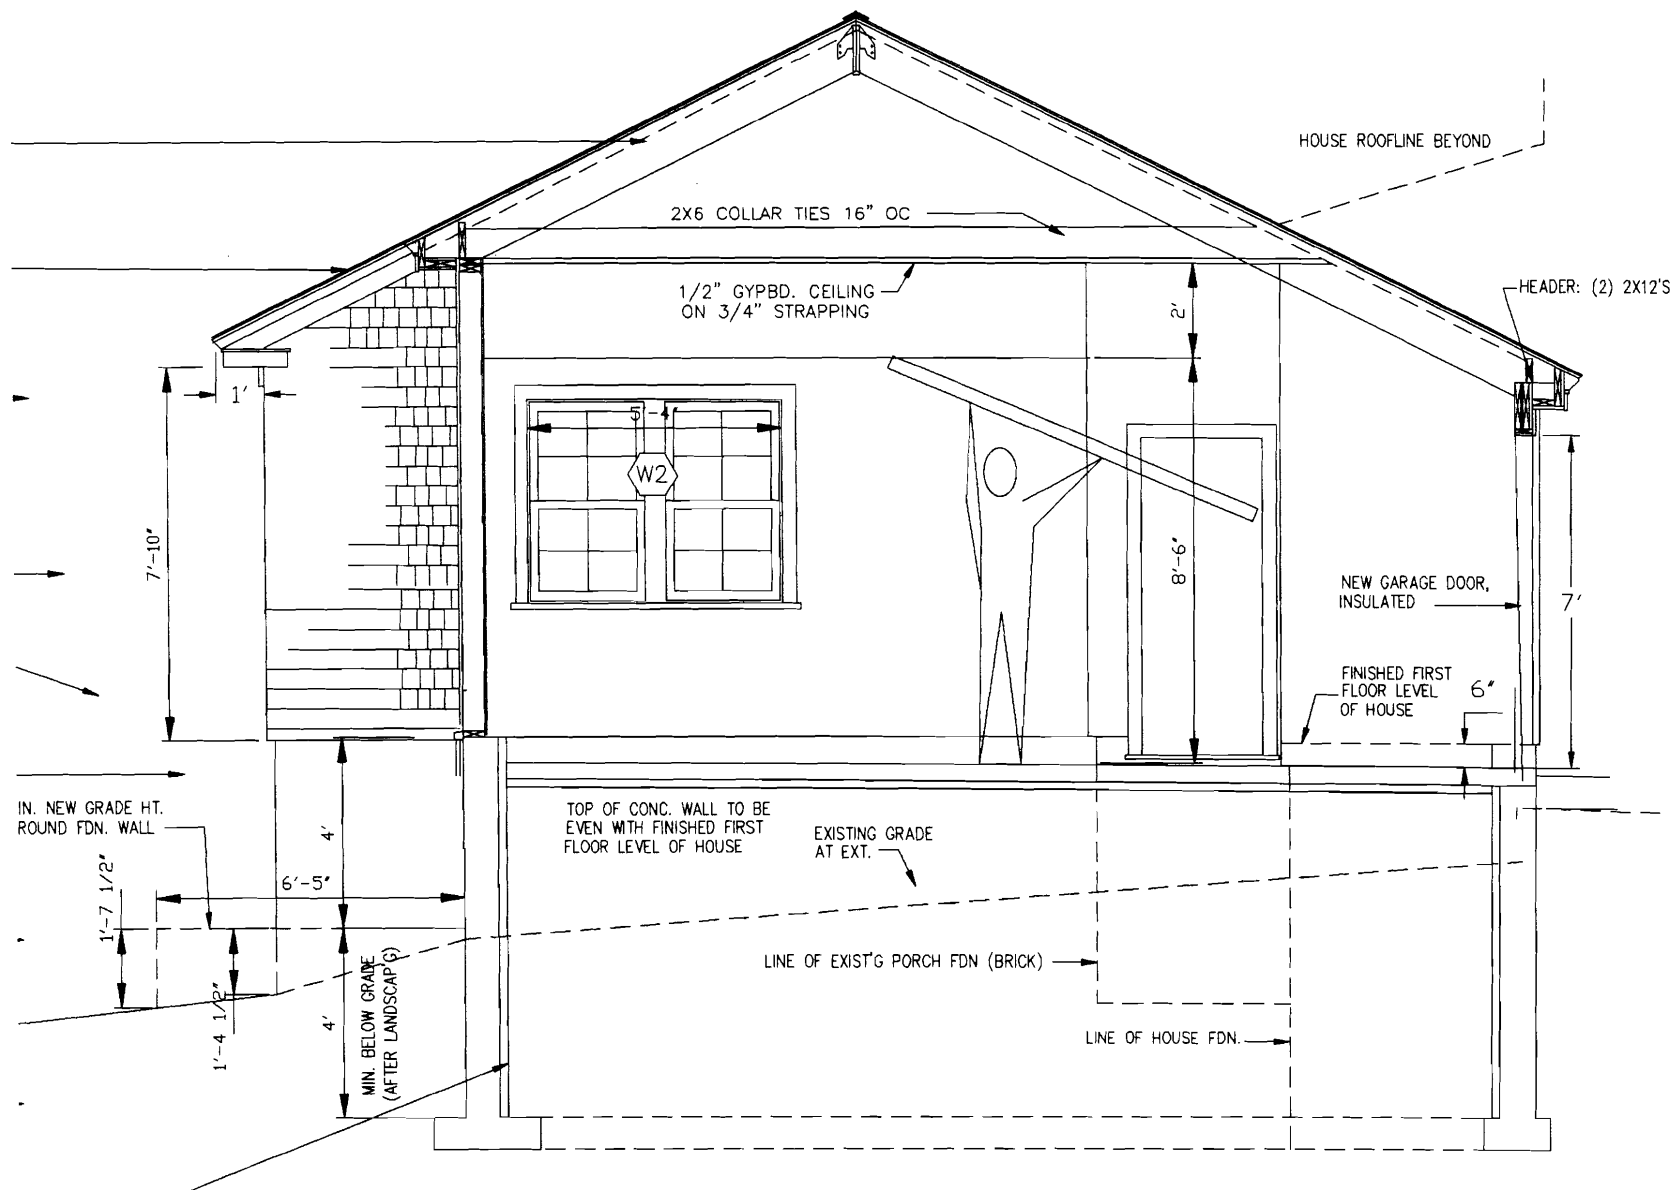 HOUSE ROOFLINE BEYOND
2X6 COLLAR TIES 16" OC
1/2" GYPBD. CEILING
ON 3/4" STRAPPING
2'
HEADER: (2) 2X12'S
1'
5'-4"
W2
7'-10"
8'-6"
NEW GARAGE DOOR,
INSULATED
7'
FINISHED FIRST
FLOOR LEVEL
OF HOUSE
6"
IN. NEW GRADE HT.
ROUND FDN. WALL
4'
TOP OF CONC. WALL TO BE
EVEN WITH FINISHED FIRST
FLOOR LEVEL OF HOUSE
EXISTING GRADE
AT EXT.
1'-7 1/2"
6'-5"
LINE OF EXIST'G PORCH FDN (BRICK)
1'-4 1/2"
4'
MIN. BELOW GRADE
(AFTER LANDSCAP'G)
LINE OF HOUSE FDN.